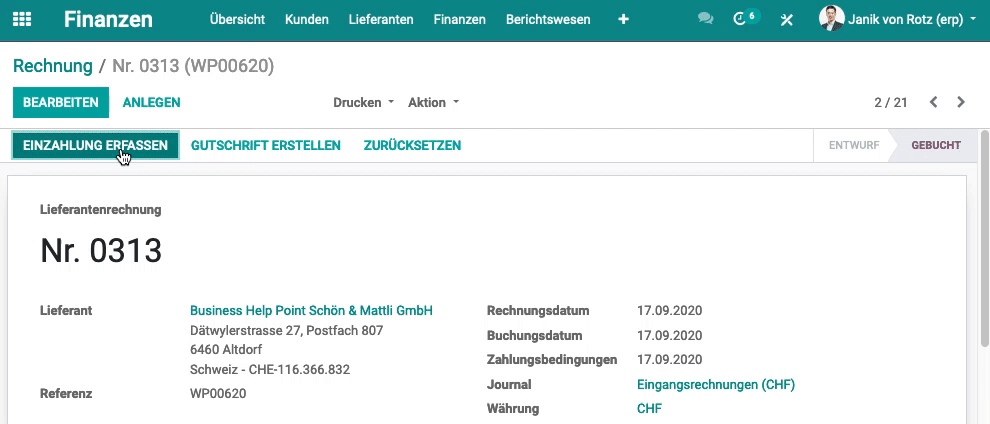 Finanzen Übersicht Kunden Lieferanten Finanzen Berichtswesen + 6 Janik von Rotz (erp)
Rechnung / Nr. 0313 (WP00620)
BEARBEITEN ANLEGEN Drucken Aktion 2 / 21
EINZAHLUNG ERFASSEN GUTSCHRIFT ERSTELLEN ZURÜCKSETZEN ENTWURF GEBUCHT
Lieferantenrechnung
Nr. 0313
Lieferant Business Help Point Schön & Mattli GmbH Rechnungsdatum 17.09.2020
Dätwylerstrasse 27, Postfach 807 Buchungsdatum 17.09.2020
6460 Altdorf Zahlungsbedingungen 17.09.2020
Schweiz - CHE-116.366.832 Journal Eingangsrechnungen (CHF)
Referenz WP00620 Währung CHF